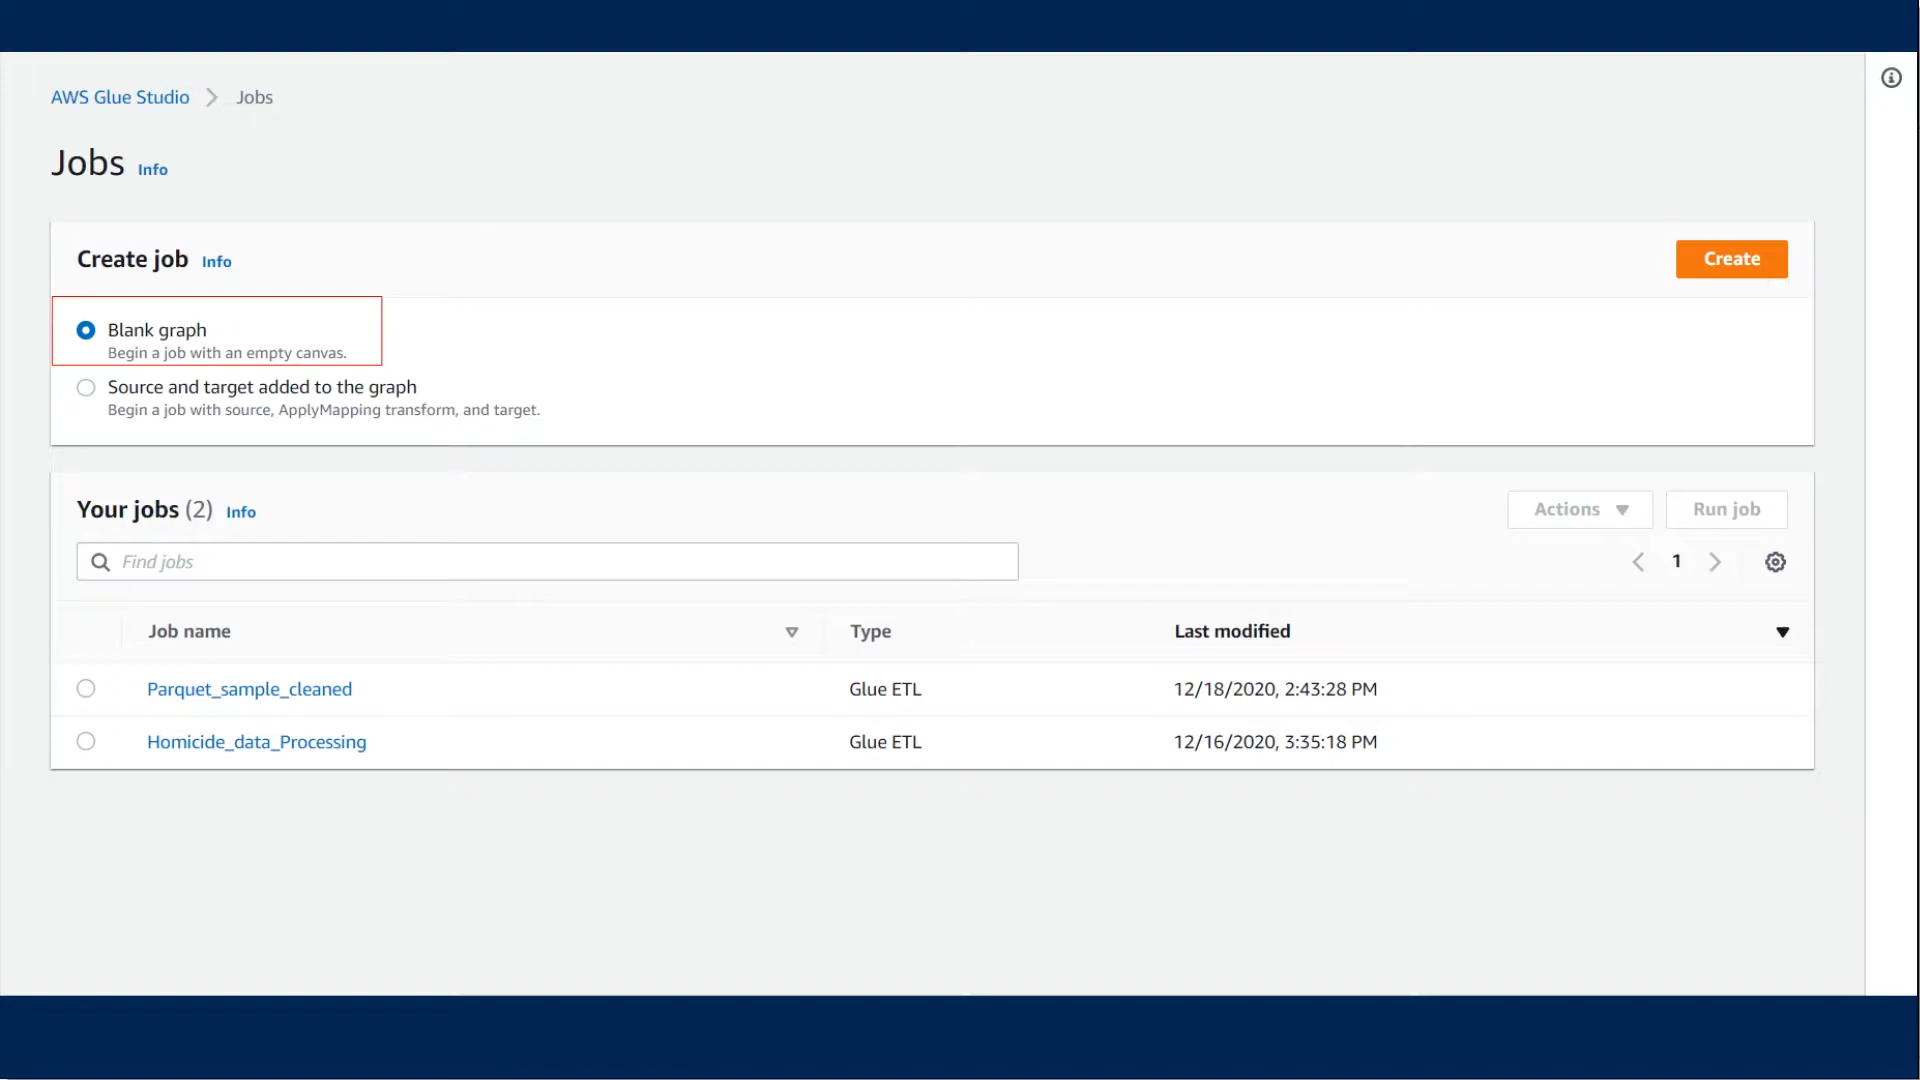 AWS Glue Studio > Jobs
Jobs Info
Create job Info
Create
Blank graph
Begin a job with an empty canvas.
Source and target added to the graph
Begin a job with source, ApplyMapping transform, and target.
Your jobs (2) Info
Actions
Run job
Find jobs
1
Job name Type Last modified
Parquet_sample_cleaned Glue ETL 12/18/2020, 2:43:28 PM
Homicide_data_Processing Glue ETL 12/16/2020, 3:35:18 PM